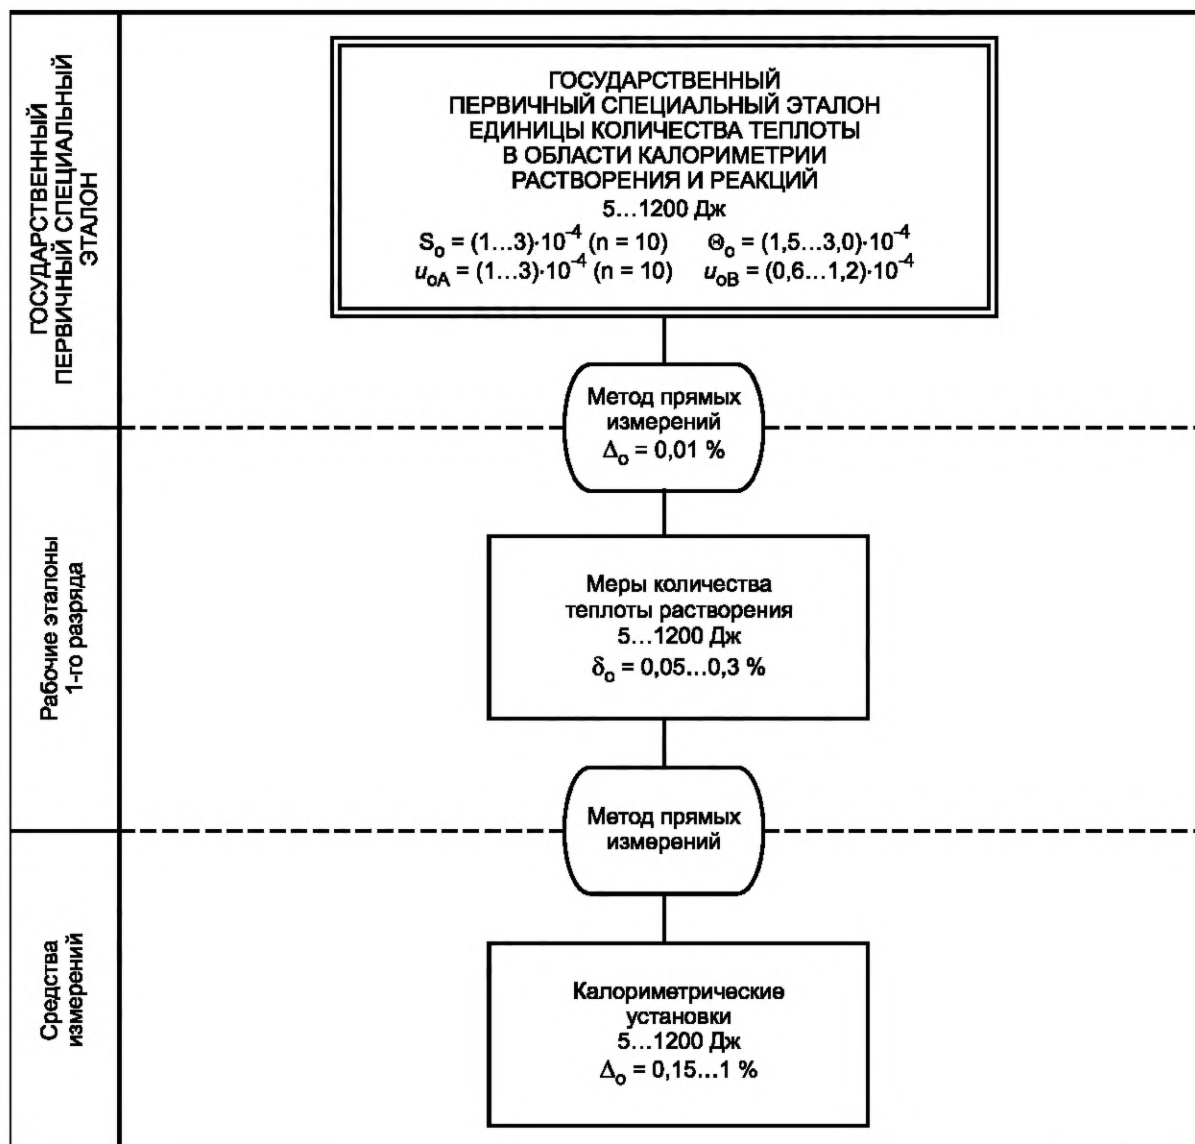 ГОСУДАРСТВЕННЫЙ
ПЕРВИЧНЫЙ СПЕЦИАЛЬНЫЙ
ЭТАЛОН
ГОСУДАРСТВЕННЫЙ
ПЕРВИЧНЫЙ СПЕЦИАЛЬНЫЙ ЭТАЛОН
ЕДИНИЦЫ КОЛИЧЕСТВА ТЕПЛОТЫ
В ОБЛАСТИ КАЛОРИМЕТРИИ
РАСТВОРЕНИЯ И РЕАКЦИЙ
5...1200 Дж
S₀ = (1...3)·10⁻⁴ (n = 10) Θ₀ = (1,5...3,0)·10⁻⁴
u₀A = (1...3)·10⁻⁴ (n = 10) u₀B = (0,6...1,2)·10⁻⁴
Метод прямых
измерений
Δ₀ = 0,01 %
Рабочие эталоны
1-го разряда
Меры количества
теплоты растворения
5...1200 Дж
δ₀ = 0,05...0,3 %
Метод прямых
измерений
Средства
измерений
Калориметрические
установки
5...1200 Дж
Δ₀ = 0,15...1 %